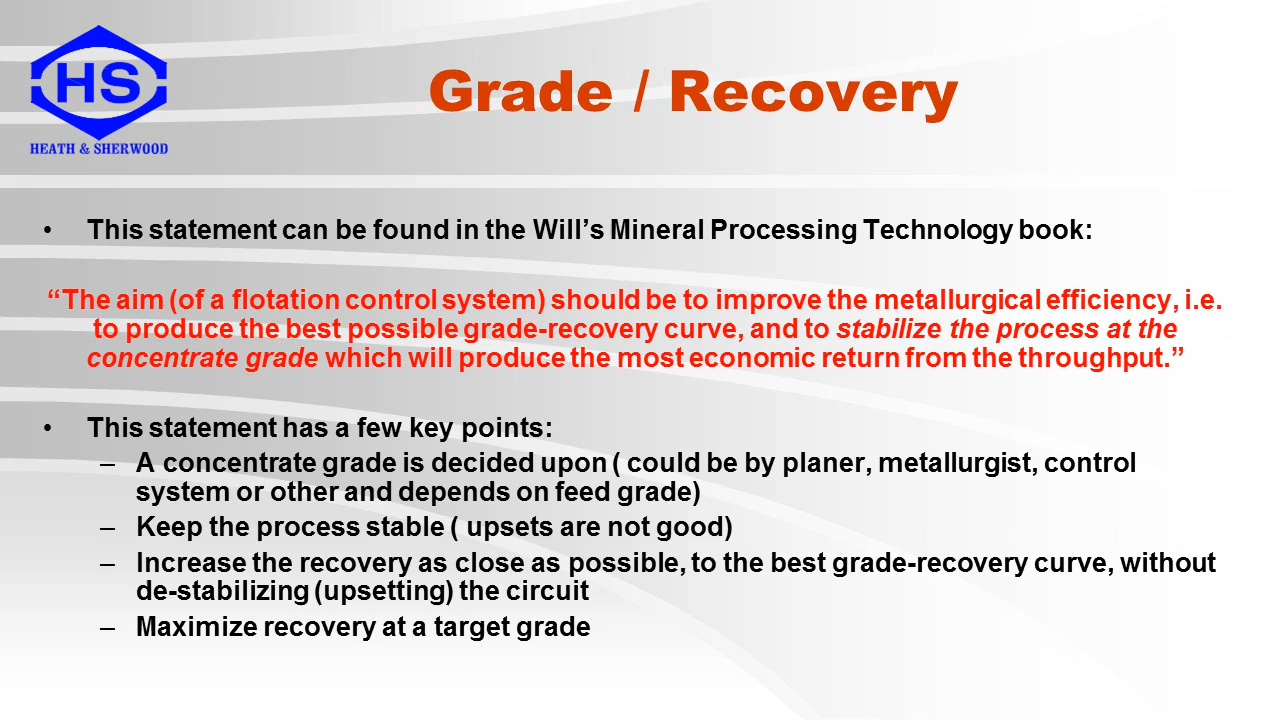 HS
HEATH & SHERWOOD
Grade / Recovery
• This statement can be found in the Will’s Mineral Processing Technology book:
“The aim (of a flotation control system) should be to improve the metallurgical efficiency, i.e.
to produce the best possible grade-recovery curve, and to stabilize the process at the
concentrate grade which will produce the most economic return from the throughput.”
• This statement has a few key points:
– A concentrate grade is decided upon ( could be by planer, metallurgist, control
system or other and depends on feed grade)
– Keep the process stable ( upsets are not good)
– Increase the recovery as close as possible, to the best grade-recovery curve, without
de-stabilizing (upsetting) the circuit
– Maximize recovery at a target grade